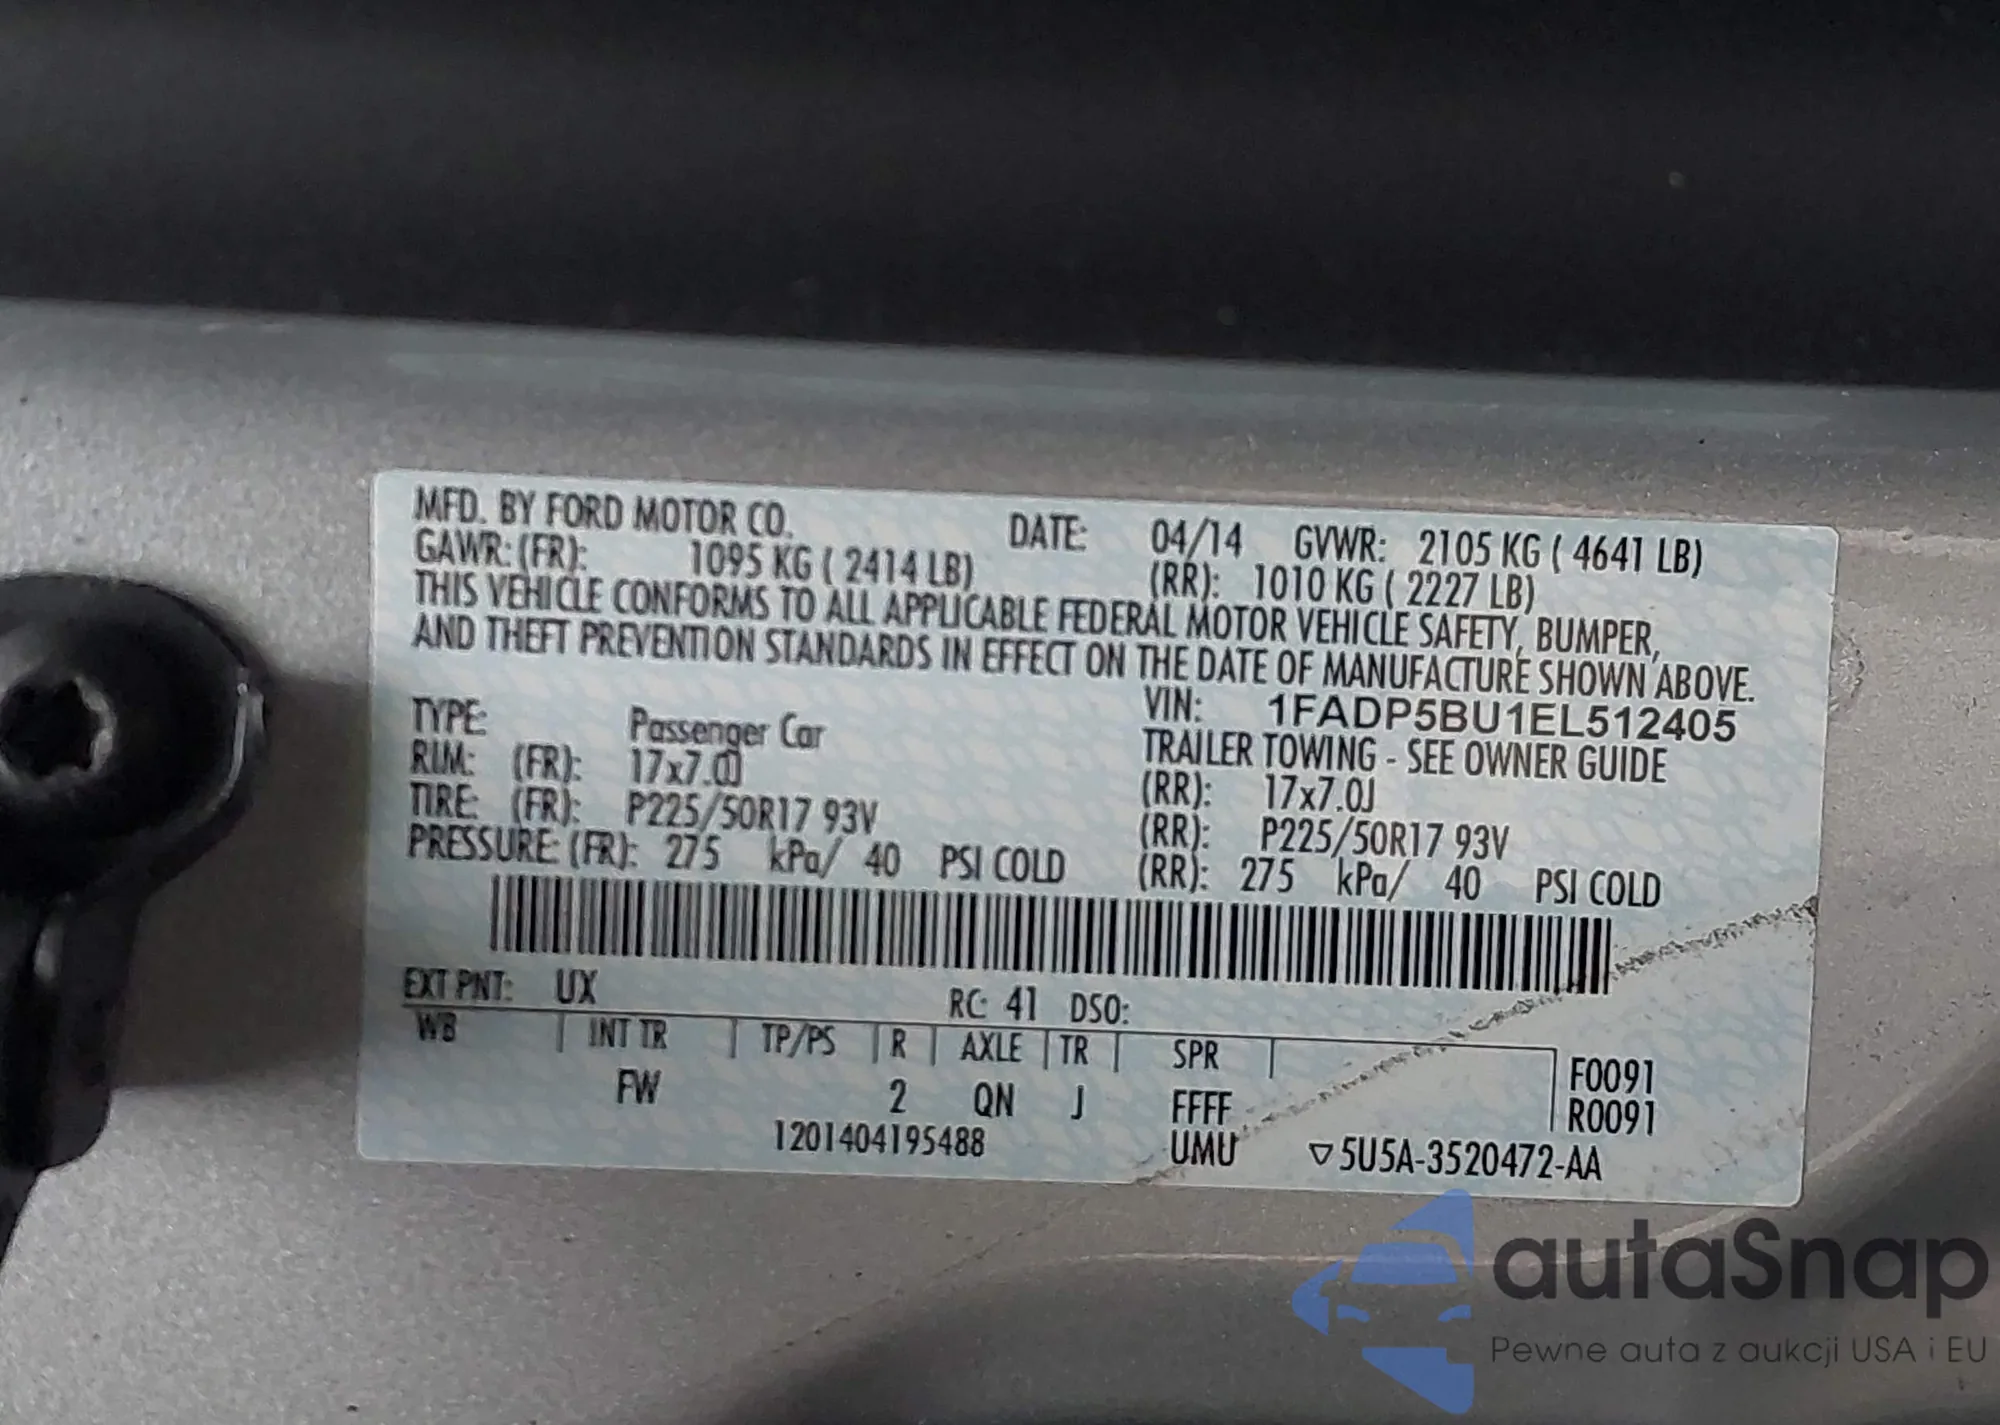 MFD. BY FORD MOTOR CO. DATE: 04/14 GVWR: 2105 KG ( 4641 LB)
GAWR: (FR): 1095 KG ( 2414 LB) (RR): 1010 KG ( 2227 LB)
THIS VEHICLE CONFORMS TO ALL APPLICABLE FEDERAL MOTOR VEHICLE SAFETY, BUMPER,
AND THEFT PREVENTION STANDARDS IN EFFECT ON THE DATE OF MANUFACTURE SHOWN ABOVE.
VIN: 1FADP5BU1EL512405
TYPE: Passenger Car TRAILER TOWING - SEE OWNER GUIDE
RIM: (FR): 17x7.0J (RR): 17x7.0J
TIRE: (FR): P225/50R17 93V (RR): P225/50R17 93V
PRESSURE: (FR): 275 kPa/ 40 PSI COLD (RR): 275 kPa/ 40 PSI COLD
EXT PNT: UX RC: 41 DSO:
WB INT TR TP/PS R AXLE TR SPR F0091
FW 2 QN J FFFF R0091
1201404195488 UMU ▽5U5A-3520472-AA
autaSnap
Pewne auta z aukcji USA i EU